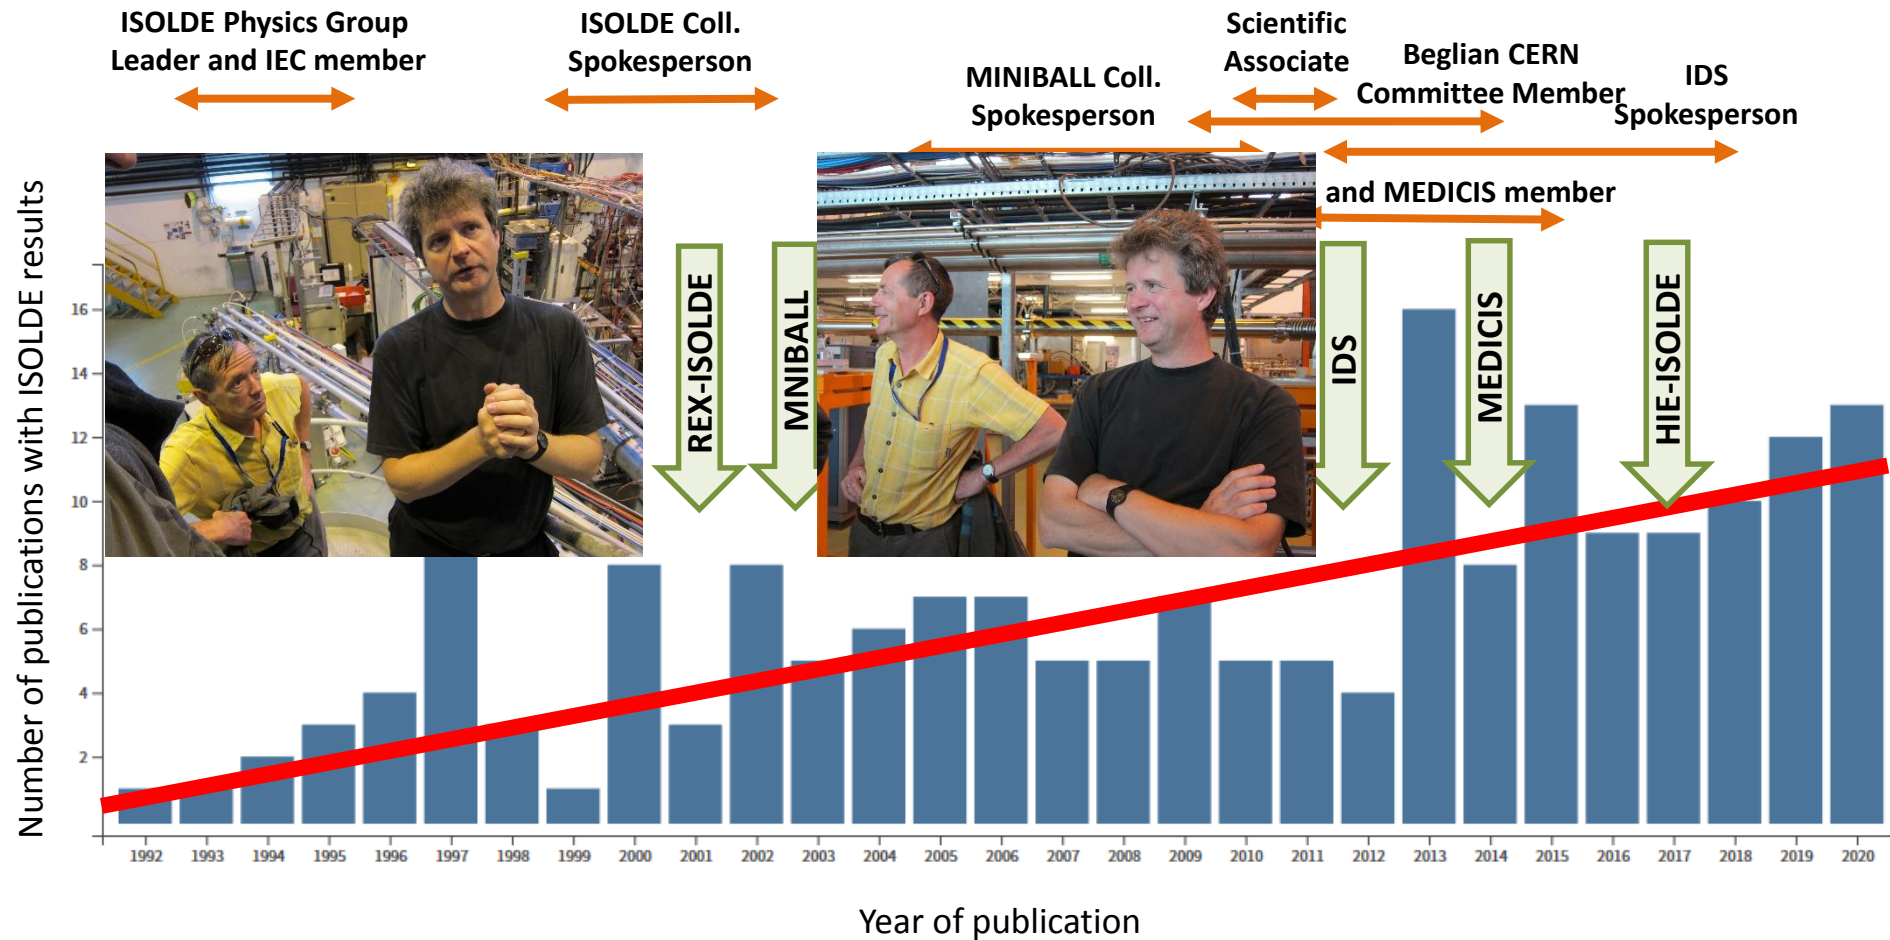 ISOLDE Physics Group
Leader and IEC member
ISOLDE Coll.
Spokesperson
MINIBALL Coll.
Spokesperson
Scientific
Associate
Beglian CERN
Committee Member
IDS
Spokesperson
and MEDICIS member
REX-ISOLDE
MNIBALL
IDS
MEDICIS
HIE-ISOLDE
Number of publications with ISOLDE results
16
14
12
10
8
6
4
2
1992 1993 1994 1995 1996 1997 1998 1999 2000 2001 2002 2003 2004 2005 2006 2007 2008 2009 2010 2011 2012 2013 2014 2015 2016 2017 2018 2019 2020
Year of publication